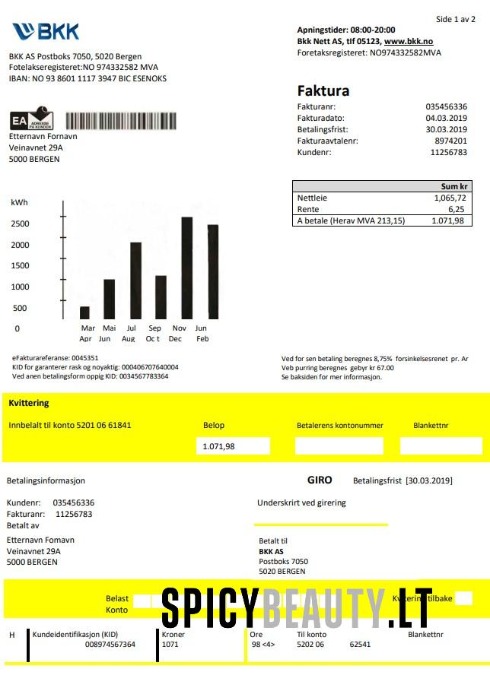 Side 1 av 2
BKK
Apningstider: 08:00-20:00
Bkk Nett AS, tlf 05123, www.bkk.no
Foretaksregisteret: NO974332582MVA
BKK AS Postboks 7050, 5020 Bergen
Fotelakseregisteret:NO 974332582 MVA
IBAN: NO 93 8601 1117 3947 BIC ESENOKS
Faktura
Fakturanr: 035456336
Fakturadato: 04.03.2019
Betalingsfrist: 30.03.2019
Fakturaavtalenr: 8974201
Kundenr: 11256783
EA
Etternavn Fornavn
Veinavnet 29A
5000 BERGEN
Sum kr
Nettleie 1,065,72
Rente 6,25
A betale (Herav MVA 213,15) 1.071,98
kWh
2500
2000
1500
1000
500
0
Mar Mai Jul Sep Nov Jun
Apr Jun Aug Oct Dec Feb
eFakturareferanse: 0045351
KID for garanterer rask og noyaktig: 000406707640004
Ved anen betalingsform oppig KID: 0034567783364
Ved for sen betaling beregnes 8,75% forsinkelsesrenet pr. Ar
Veb purring beregnes gebyr kr 67.00
Se baksiden for mer informasjon.
Kvittering
Innbelalt til konto 5201 06 61841
Belop
Betalerens kontonummer
Blankettnr
1.071,98
Betalingsinformasjon
GIRO
Betalingsfrist [30.03.2019]
Kundenr: 035456336
Fakturanr: 11256783
Betalt av
Etternavn Fomavn
Veinavnet 29A
5000 BERGEN
Underskrirt ved girering
Betalt til
BKK AS
Postboks 7050
5020 BERGEN
Belast
Konto
tilbake
SPICYBEAUTY.LT
H
Kundeidentifikasjon (KID) Kroner Ore Til konto Blankettnr
008974567364 1071 98 <4> 5202 06 62541